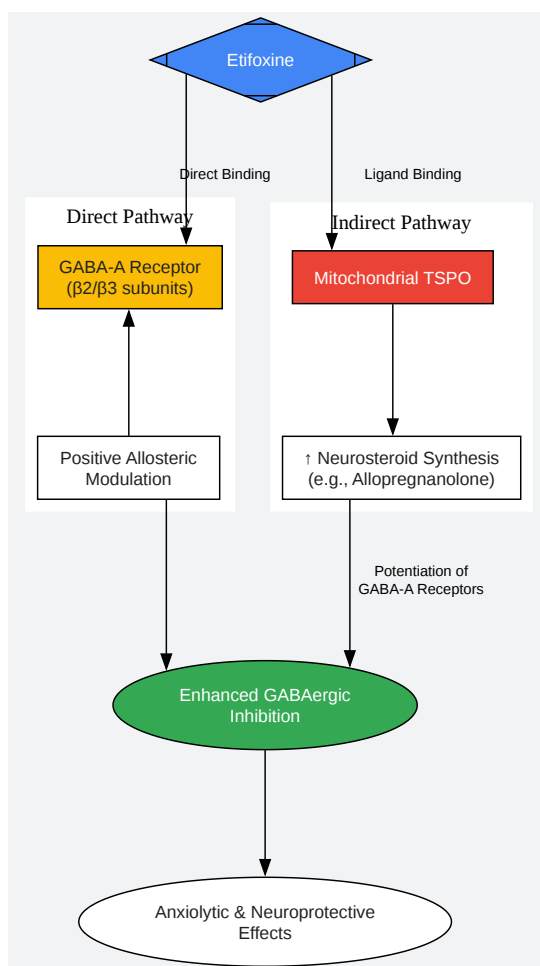 Etifoxine
Direct Binding
Ligand Binding
Direct Pathway
Indirect Pathway
GABA-A Receptor
(β2/β3 subunits)
Mitochondrial TSPO
Positive Allosteric
Modulation
↑ Neurosteroid Synthesis
(e.g., Allopregnanolone)
Potentiation of
GABA-A Receptors
Enhanced GABAergic
Inhibition
Anxiolytic & Neuroprotective
Effects